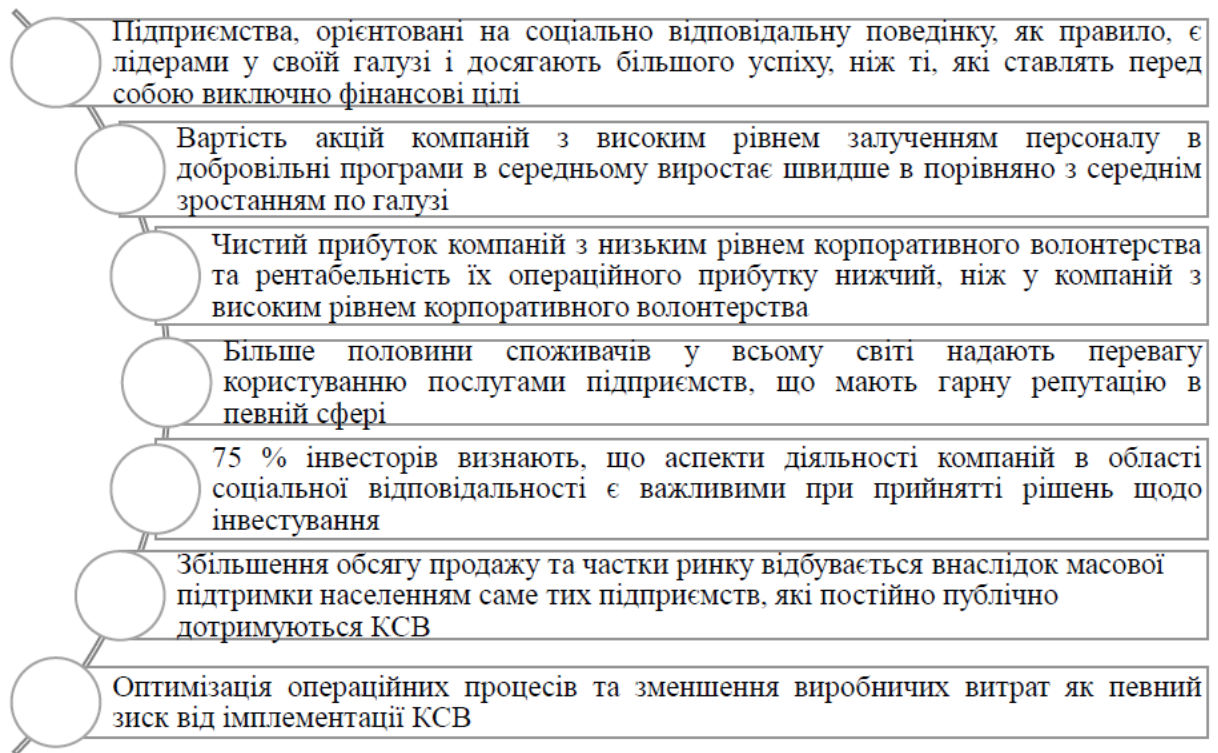 Підприємства, орієнтовані на соціально відповідальну поведінку, як правило, є
лідерами у своїй галузі і досягають більшого успіху, ніж ті, які ставлять перед
собою виключно фінансові цілі
Вартість акцій компаній з високим рівнем залученням персоналу в
добровільні програми в середньому виростає швидше в порівняно з середнім
зростанням по галузі
Чистий прибуток компаній з низьким рівнем корпоративного волонтерства
та рентабельність їх операційного прибутку нижчий, ніж у компаній з
високим рівнем корпоративного волонтерства
Більше половини споживачів у всьому світі надають перевагу
користуванню послугами підприємств, що мають гарну репутацію в
певній сфері
75 % інвесторів визнають, що аспекти діяльності компаній в області
соціальної відповідальності є важливими при прийнятті рішень щодо
інвестування
Збільшення обсягу продажу та частки ринку відбувається внаслідок масової
підтримки населенням саме тих підприємств, які постійно публічно
дотримуються КСВ
Оптимізація операційних процесів та зменшення виробничих витрат як певний
зиск від імплементації КСВ